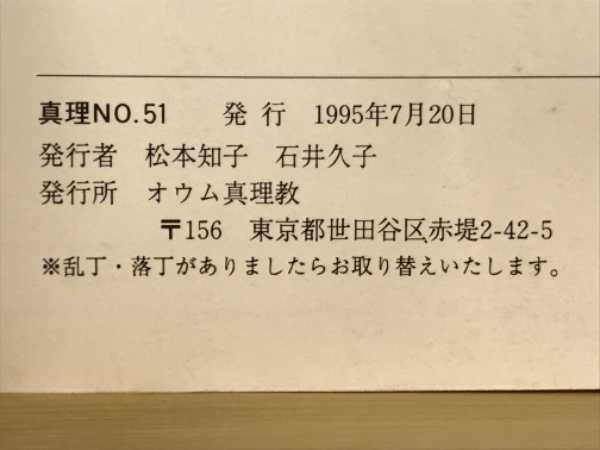 真理NO.51　発 行　1995年7月20日
発行者　松本知子　石井久子
発行所　オウム真理教
〒156　東京都世田谷区赤堤2-42-5
※乱丁・落丁がありましたらお取り替えいたします。